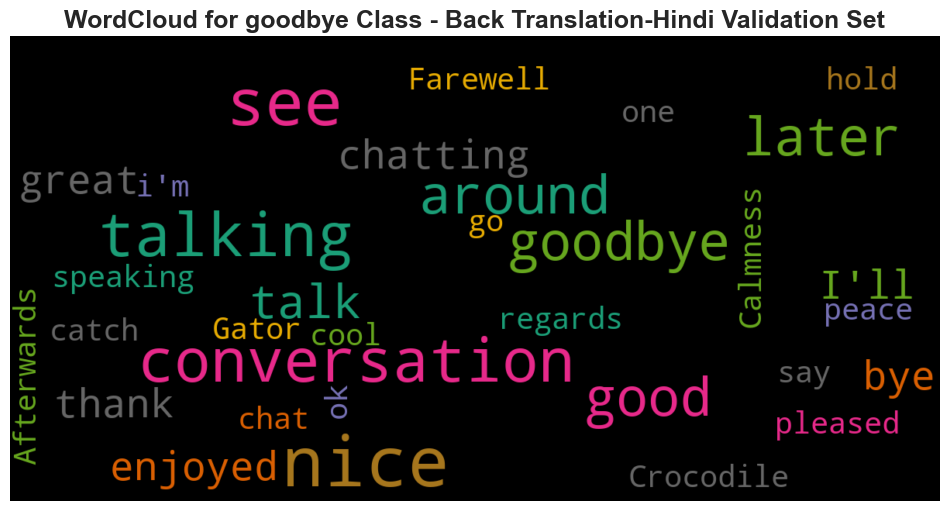 WordCloud for goodbye Class - Back Translation-Hindi Validation Set
Farewell
hold
see
one
later
chatting
great
i'm
around
go
talking
goodbye
Calmness
speaking
I'll
talk
peace
regards
Afterwards
catch
Gator
cool
conversation
say
bye
good
thank
ok
chat
pleased
enjoyed
nice
Crocodile